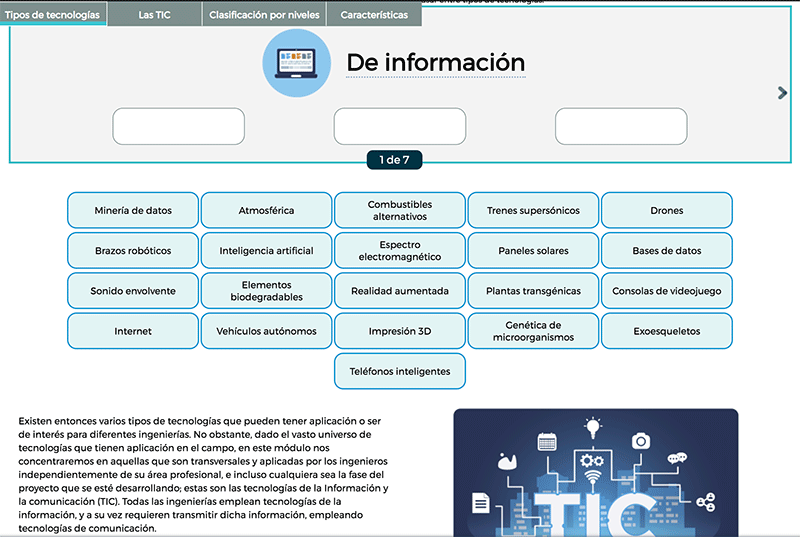 Tipos de tecnologías
Las TIC
Clasificación por niveles
Características
entre tipos de tecnologías.
De información
1 de 7
Minería de datos
Atmosférica
Combustibles
alternativos
Trenes supersónicos
Drones
Brazos robóticos
Inteligencia artificial
Espectro
electromagnético
Paneles solares
Bases de datos
Sonido envolvente
Elementos
biodegradables
Realidad aumentada
Plantas transgénicas
Consolas de videojuego
Internet
Vehículos autónomos
Impresión 3D
Genética de
microorganismos
Exoesqueletos
Teléfonos inteligentes
Existen entonces varios tipos de tecnologías que pueden tener aplicación o ser
de interés para diferentes ingenierías. No obstante, dado el vasto universo de
tecnologías que tienen aplicación en el campo, en este módulo nos
concentraremos en aquellas que son transversales y aplicadas por los ingenieros
independientemente de su área profesional, e incluso cualquiera sea la fase del
proyecto que se esté desarrollando; estas son las tecnologías de la Información y
la comunicación (TIC). Todas las ingenierías emplean tecnologías de la
información, y a su vez requieren transmitir dicha información, empleando
tecnologías de comunicación.
TIC